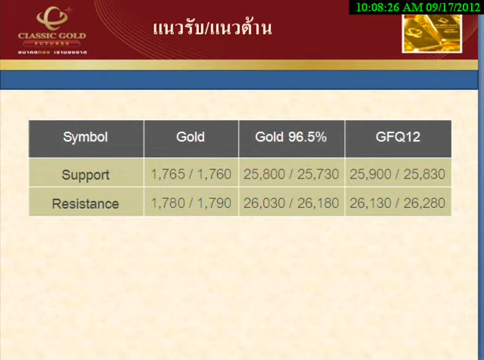 10:08:26 AM 09/17/2012
CLASSIC GOLD
FUTURES
แนวรับ/แนวต้าน
Symbol Gold Gold 96.5% GFQ12
Support 1,765 / 1,760 25,800 / 25,730 25,900 / 25,830
Resistance 1,780 / 1,790 26,030 / 26,180 26,130 / 26,280